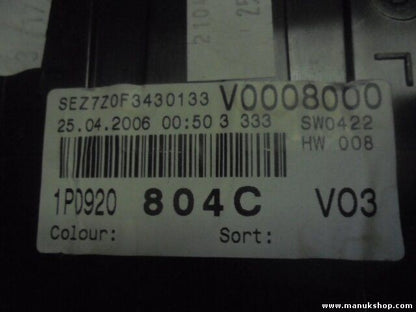 SEZ7Z0F3430133 V0008000
25.04.2006 00:50 3 333 SW0422
HW 008
1P0920 804C V03
Colour: Sort:
www.manukshop.com